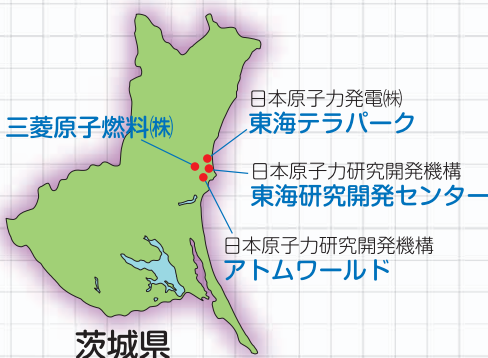 日本原子力発電㈱
東海テラパーク
三菱原子燃料㈱
日本原子力研究開発機構
東海研究開発センター
日本原子力研究開発機構
アトムワールド
茨城県